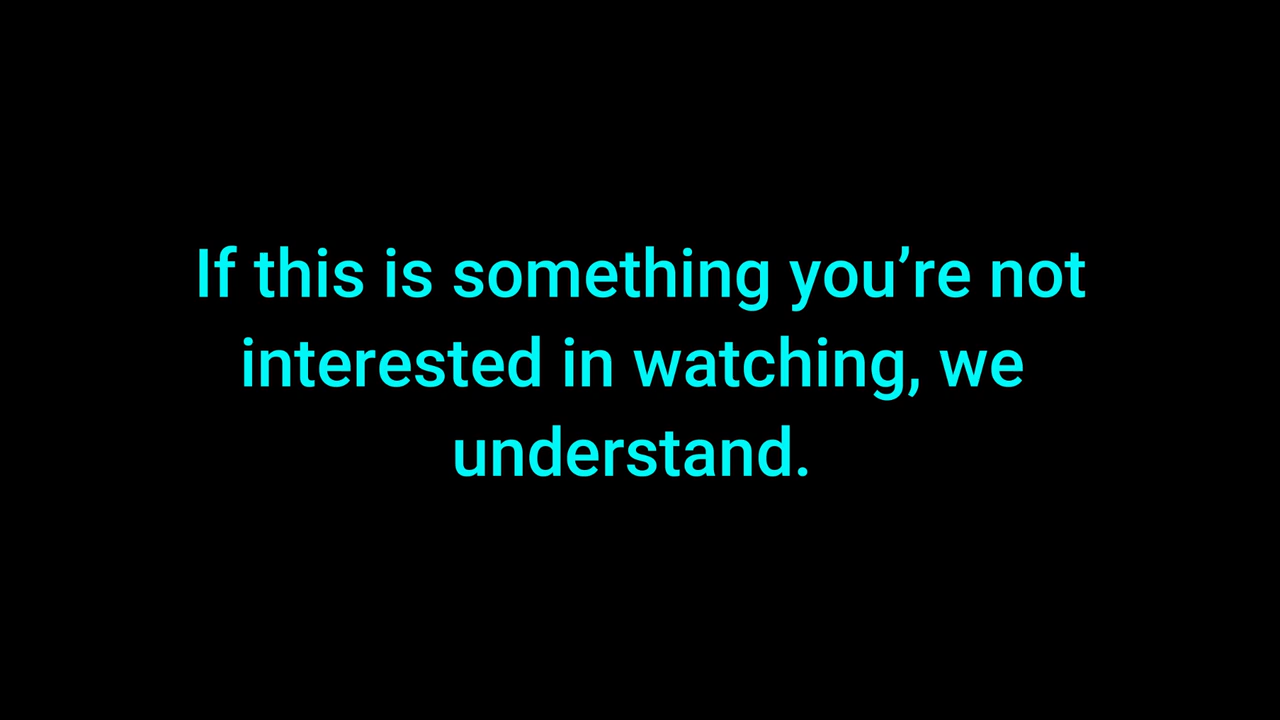 If this is something you’re not
interested in watching, we
understand.